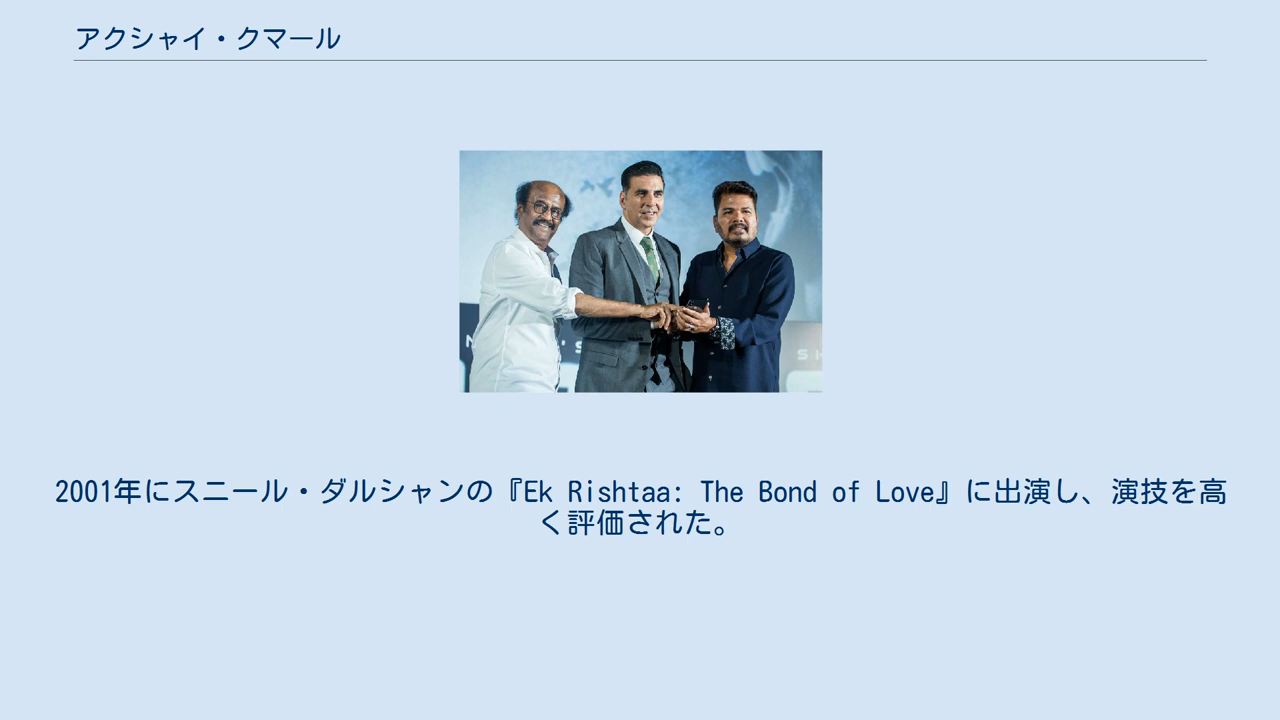 アクシャイ・クマール
2001年にスニール・ダルシャンの『Ek Rishtaa: The Bond of Love』に出演し、演技を高
く評価された。